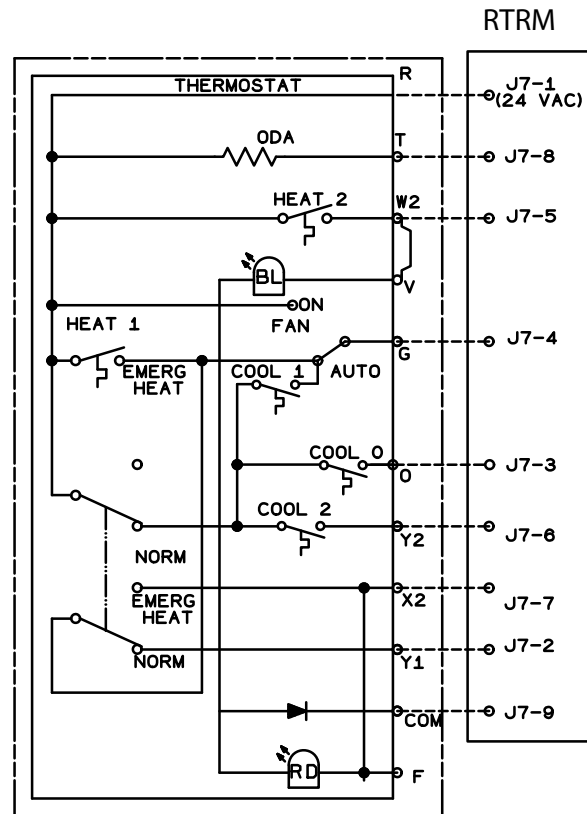 RTRM
R
THERMOSTAT
J7-1
(24 VAC)
ODA
T
J7-8
HEAT 2
W2
J7-5
BL
V
ON
HEAT 1
FAN
J7-4
EMERG
HEAT
COOL 1
AUTO
G
COOL O
O
J7-3
COOL 2
Y2
J7-6
NORM
EMERG
HEAT
X2
J7-7
NORM
Y1
J7-2
COM
J7-9
RD
F